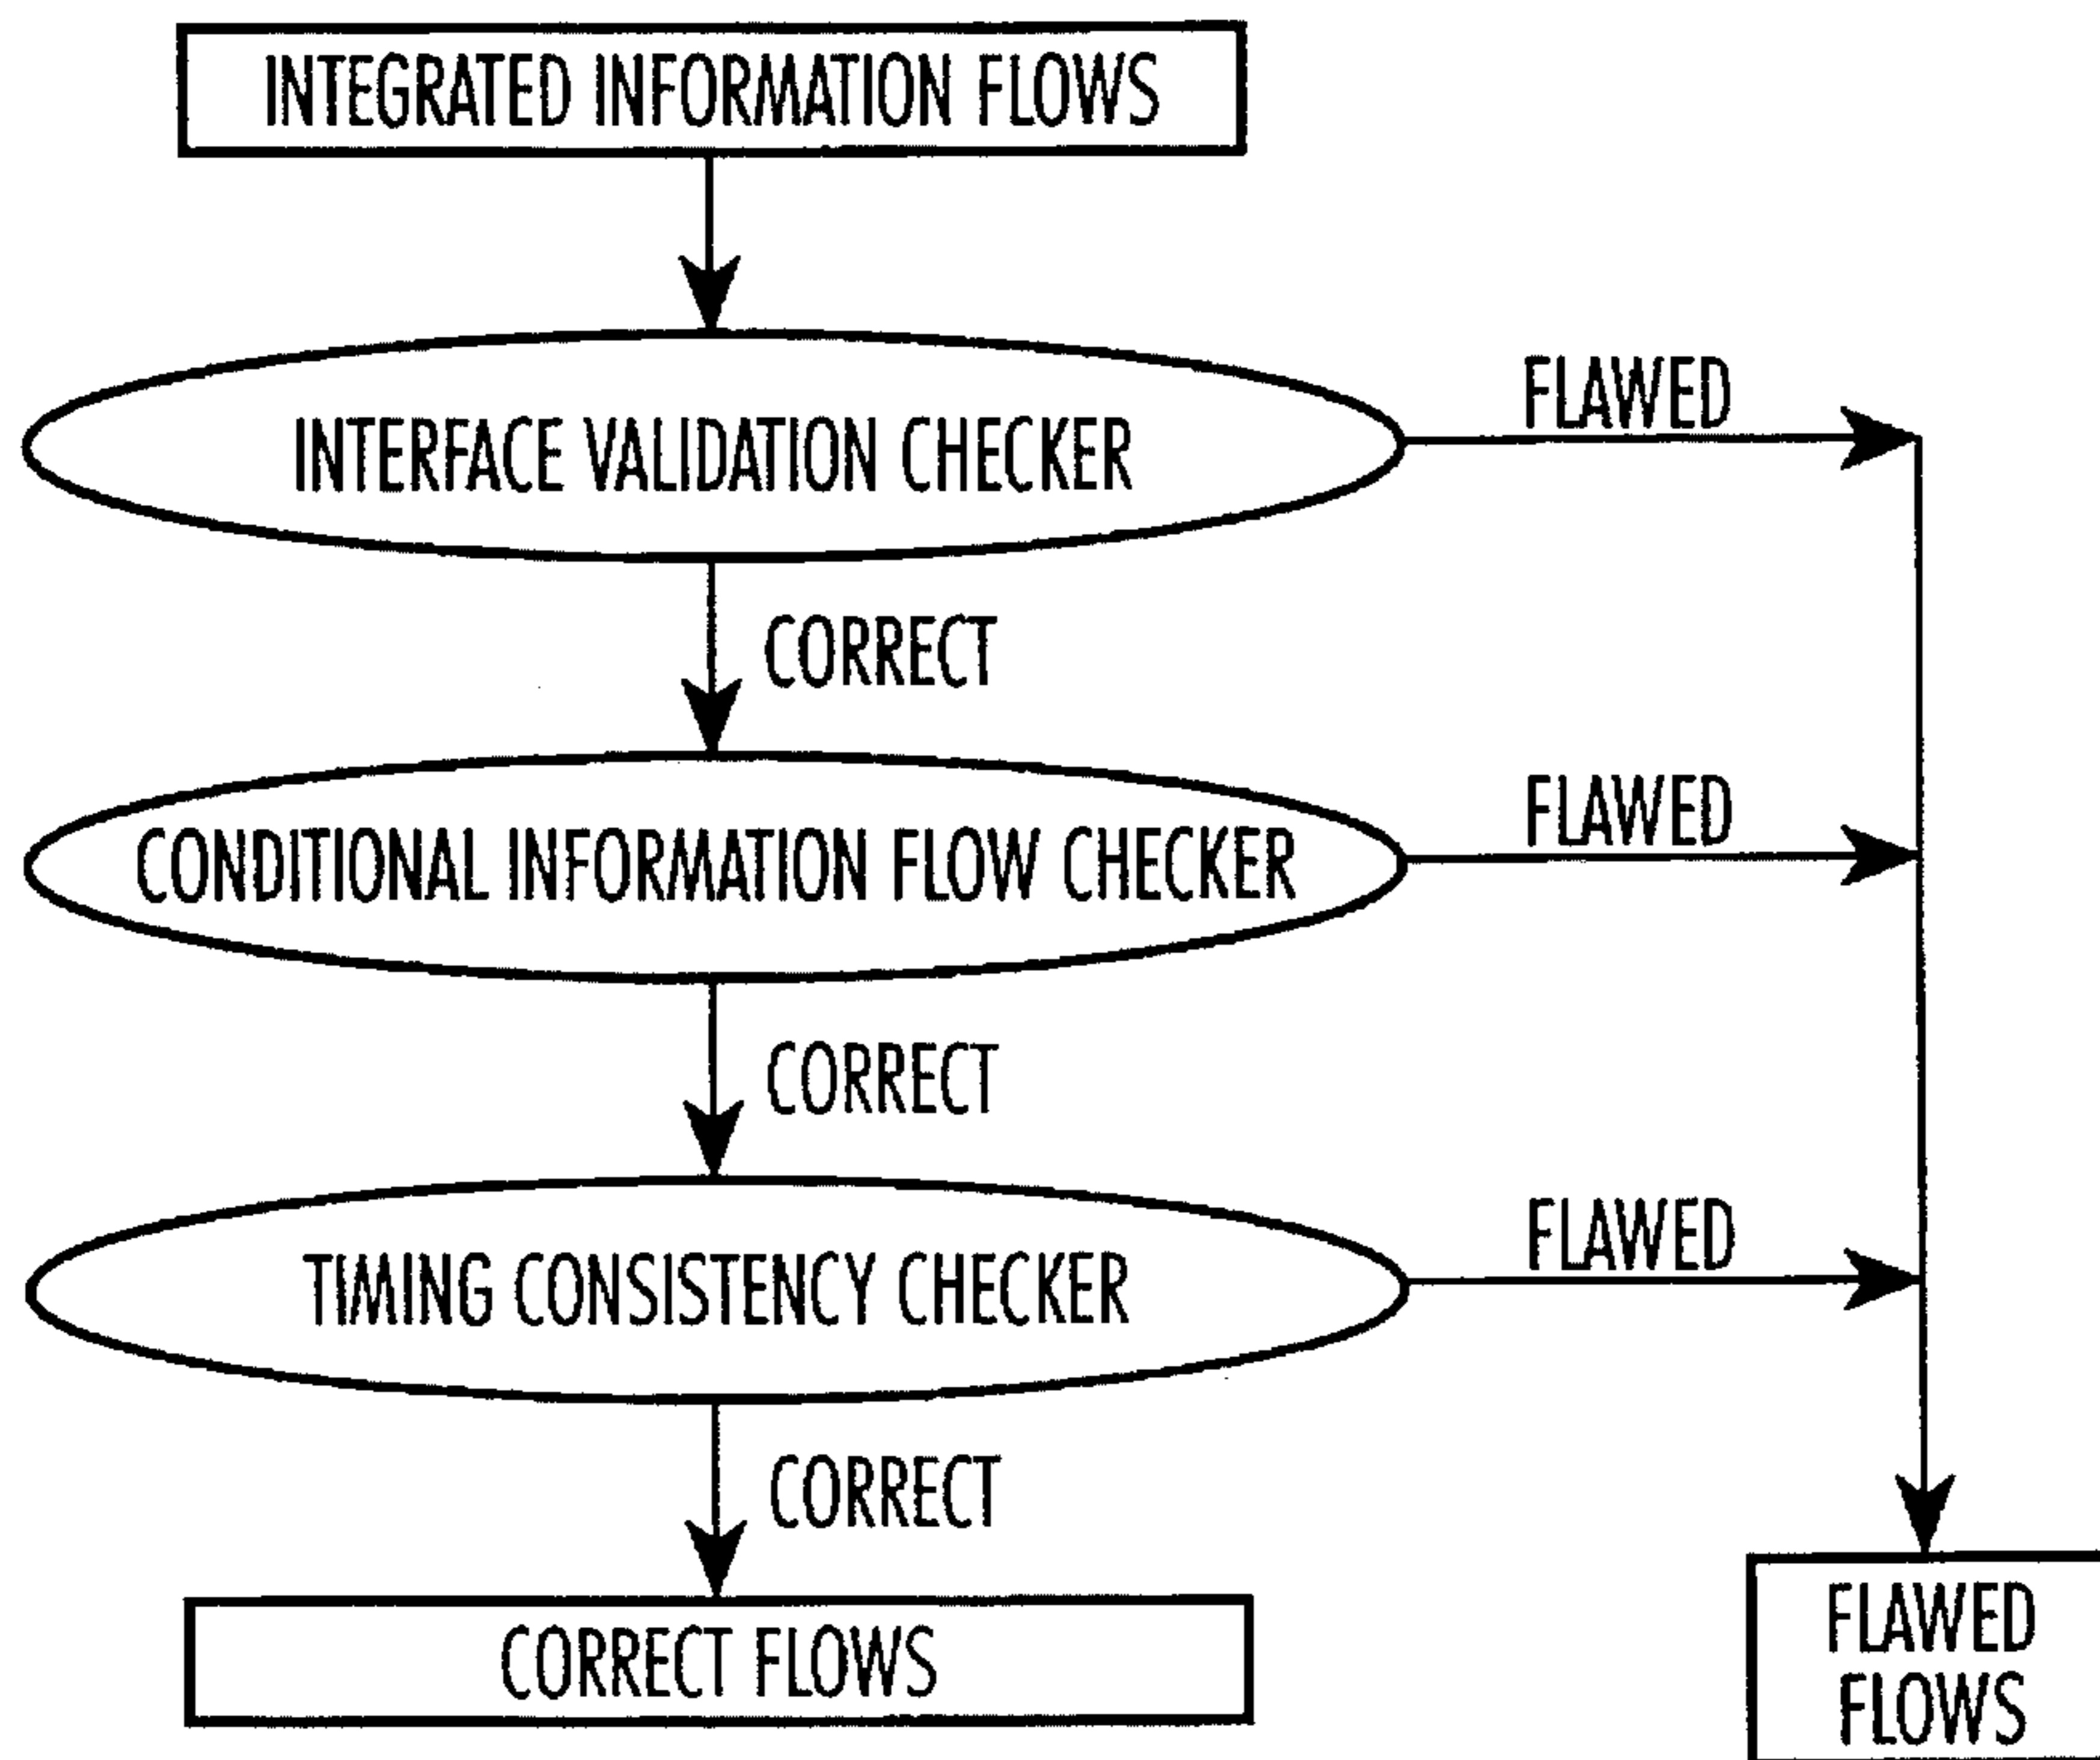 INTEGRATED INFORMATION FLOWS
INTERFACE VALIDATION CHECKER
FLAWED
CORRECT
CONDITIONAL INFORMATION FLOW CHECKER
FLAWED
CORRECT
TIMING CONSISTENCY CHECKER
FLAWED
CORRECT
CORRECT FLOWS
FLAWED
FLOWS